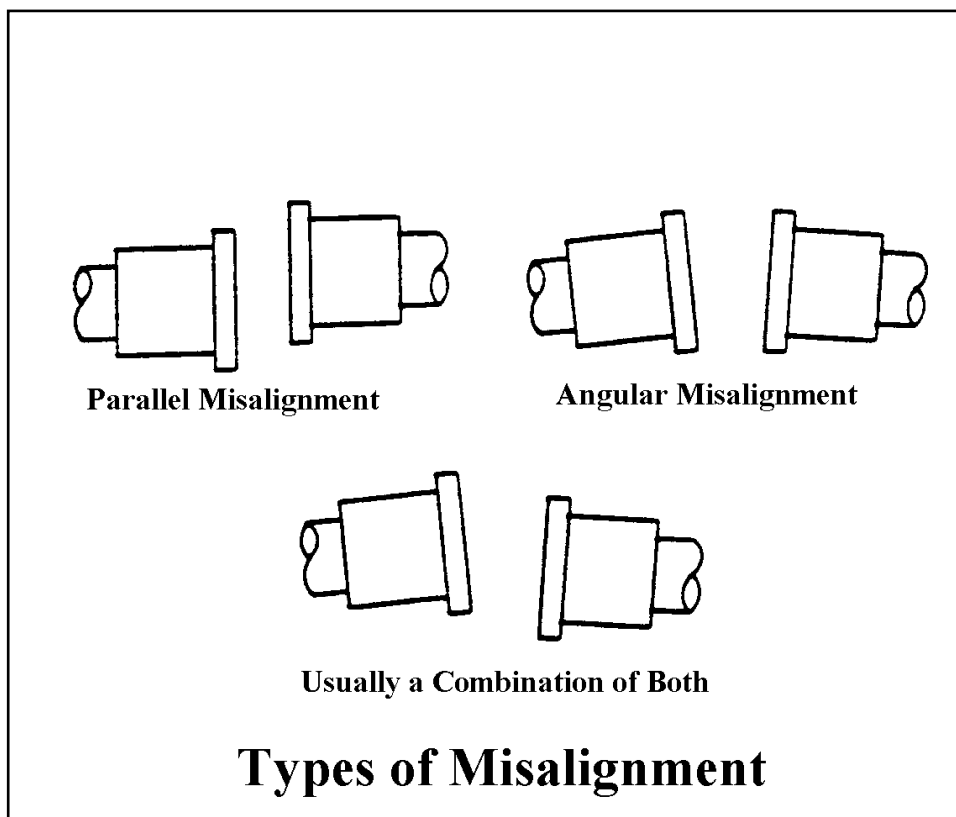 Parallel Misalignment
Angular Misalignment
Usually a Combination of Both
Types of Misalignment